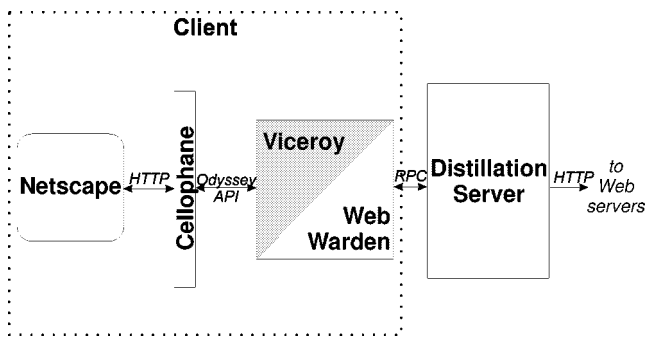 Client
Netscape
HTTP
Cellophane
Odyssey
API
Viceroy
Web
Warden
RPC
Distillation
Server
HTTP
to
Web
servers